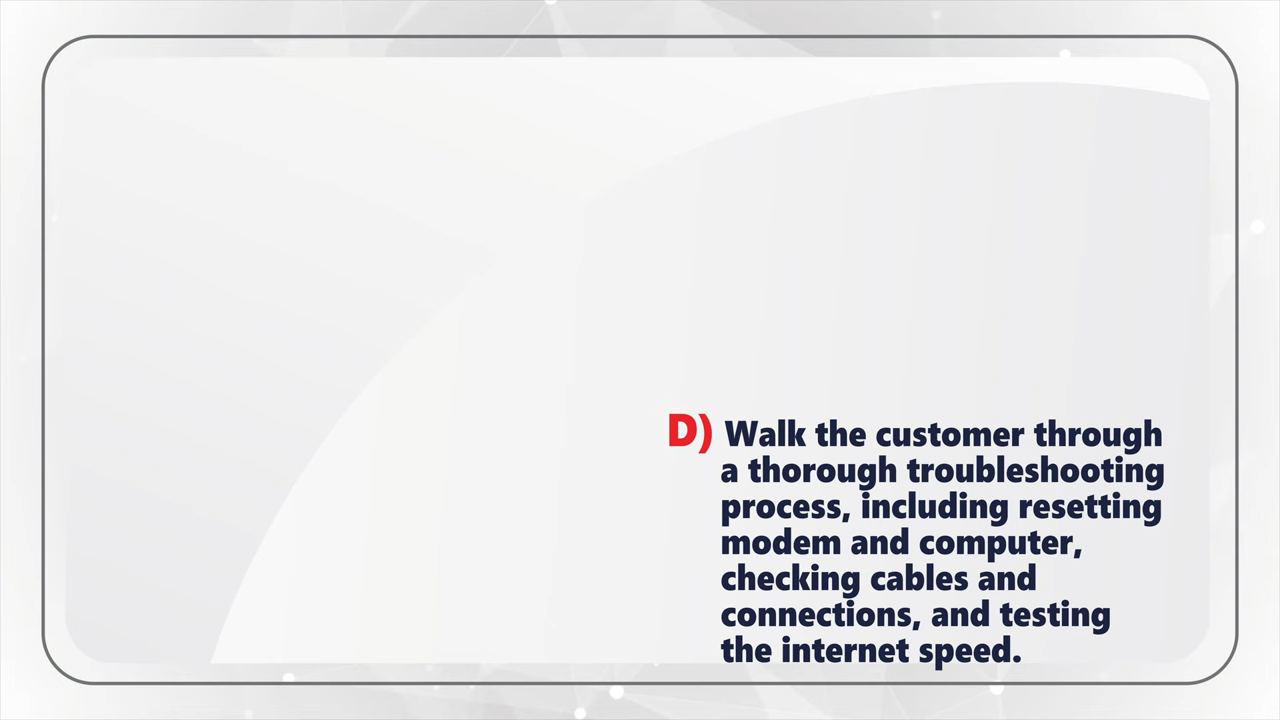 D) Walk the customer through
a thorough troubleshooting
process, including resetting
modem and computer,
checking cables and
connections, and testing
the internet speed.